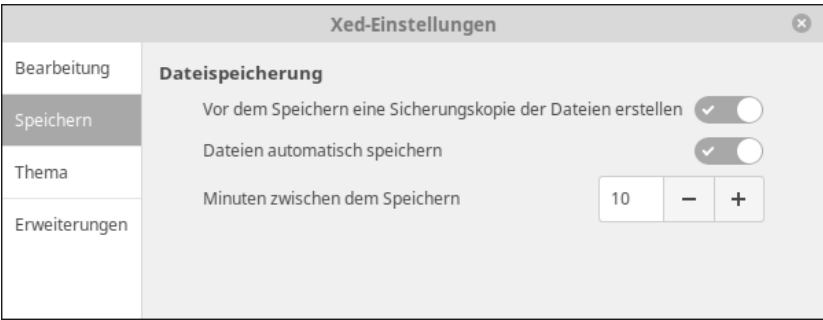 Xed-Einstellungen
Bearbeitung
Speichern
Thema
Erweiterungen
Dateispeicherung
Vor dem Speichern eine Sicherungskopie der Dateien erstellen
Dateien automatisch speichern
Minuten zwischen dem Speichern 10 − +